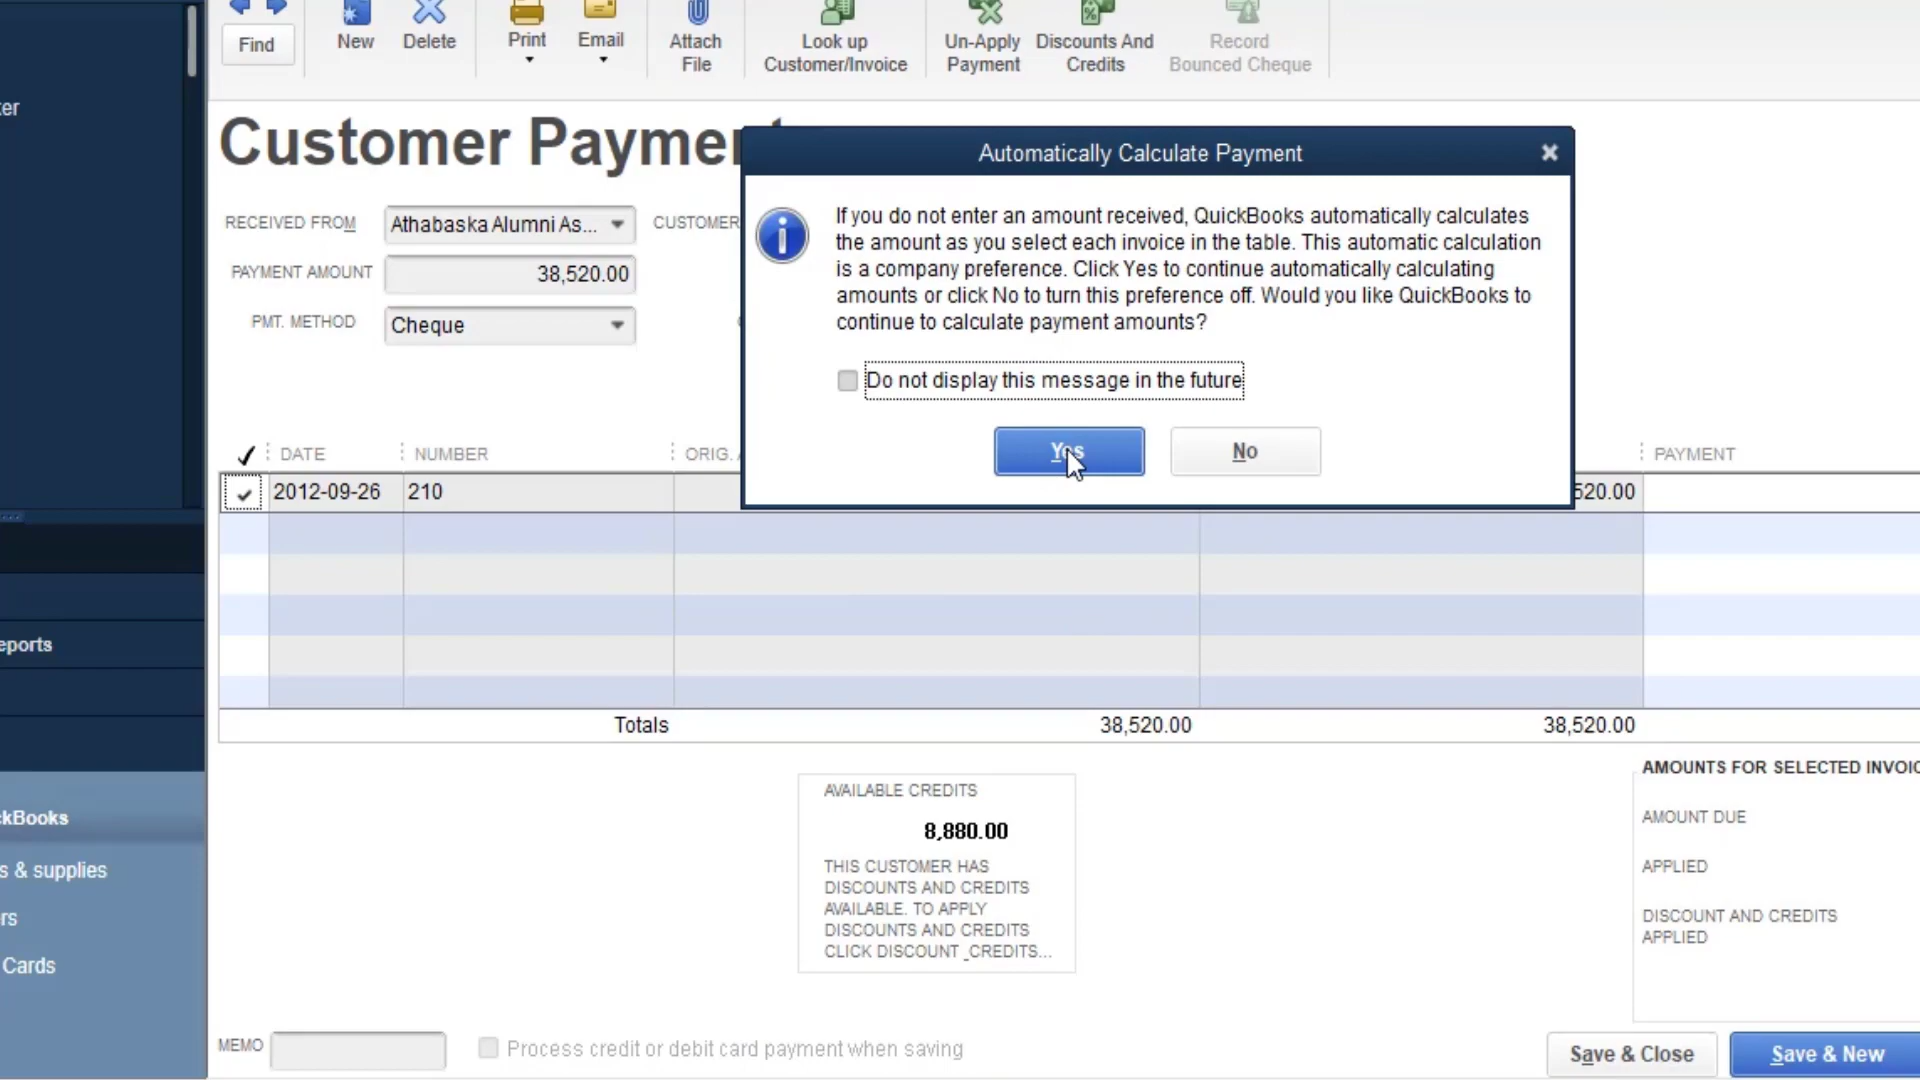 Find
New
Delete
Print
Email
Attach
File
Look up
Customer/Invoice
Un-Apply
Payment
Discounts And
Credits
Record
Bounced Cheque
ter
Customer Payment
RECEIVED FROM
Athabaska Alumni As...
CUSTOMER
PAYMENT AMOUNT
38,520.00
PMT. METHOD
Cheque
Automatically Calculate Payment
If you do not enter an amount received, QuickBooks automatically calculates
the amount as you select each invoice in the table. This automatic calculation
is a company preference. Click Yes to continue automatically calculating
amounts or click No to turn this preference off. Would you like QuickBooks to
continue to calculate payment amounts?
Do not display this message in the future
Yes
No
DATE
NUMBER
ORIG.
PAYMENT
2012-09-26
210
520.00
eports
Totals
38,520.00
38,520.00
AVAILABLE CREDITS
8,880.00
THIS CUSTOMER HAS
DISCOUNTS AND CREDITS
AVAILABLE. TO APPLY
DISCOUNTS AND CREDITS
CLICK DISCOUNT _CREDITS...
AMOUNTS FOR SELECTED INVOIC
AMOUNT DUE
APPLIED
DISCOUNT AND CREDITS
APPLIED
kBooks
s & supplies
rs
Cards
MEMO
Process credit or debit card payment when saving
Save & Close
Save & New